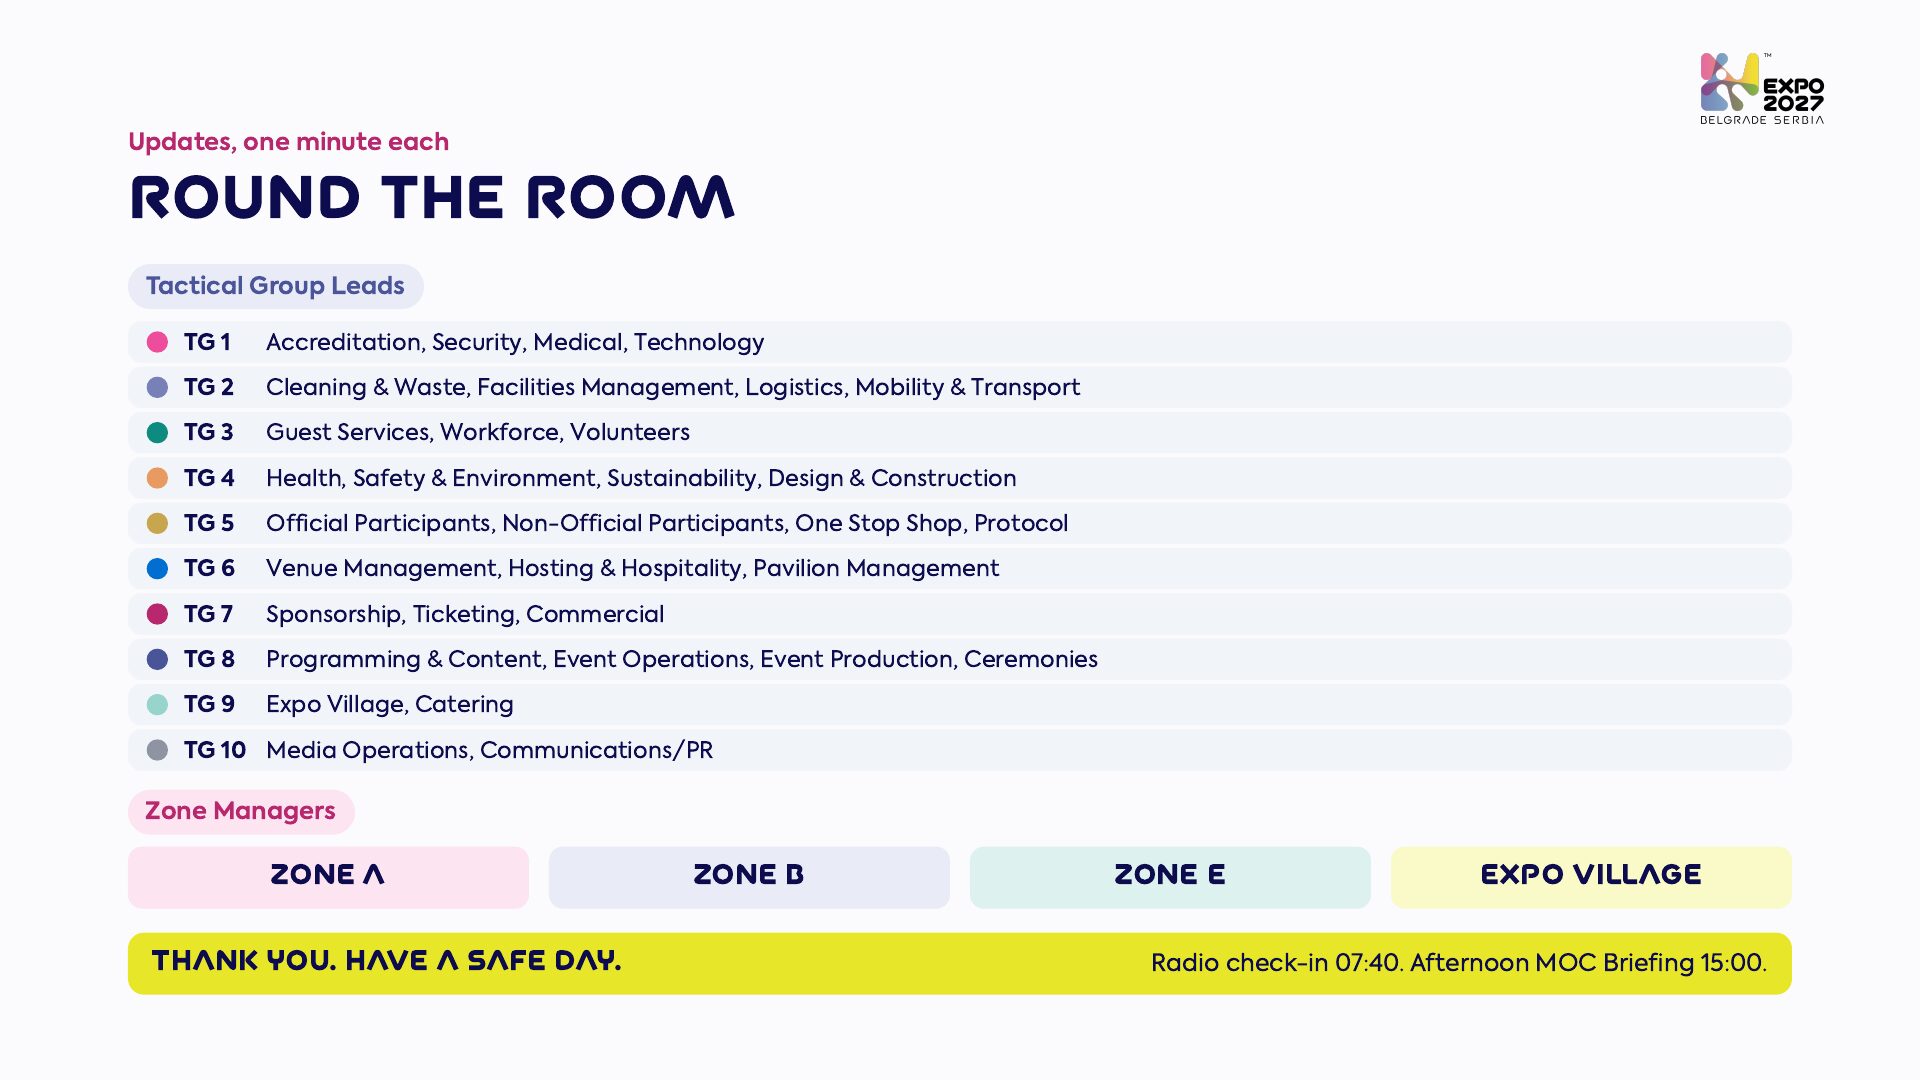 ™
EXPO
2027
BELGRADE SERBIA
Updates, one minute each
ROUND THE ROOM
Tactical Group Leads
TG 1 Accreditation, Security, Medical, Technology
TG 2 Cleaning & Waste, Facilities Management, Logistics, Mobility & Transport
TG 3 Guest Services, Workforce, Volunteers
TG 4 Health, Safety & Environment, Sustainability, Design & Construction
TG 5 Official Participants, Non-Official Participants, One Stop Shop, Protocol
TG 6 Venue Management, Hosting & Hospitality, Pavilion Management
TG 7 Sponsorship, Ticketing, Commercial
TG 8 Programming & Content, Event Operations, Event Production, Ceremonies
TG 9 Expo Village, Catering
TG 10 Media Operations, Communications/PR
Zone Managers
ZONE A
ZONE B
ZONE E
EXPO VILLAGE
THANK YOU. HAVE A SAFE DAY.
Radio check-in 07:40. Afternoon MOC Briefing 15:00.